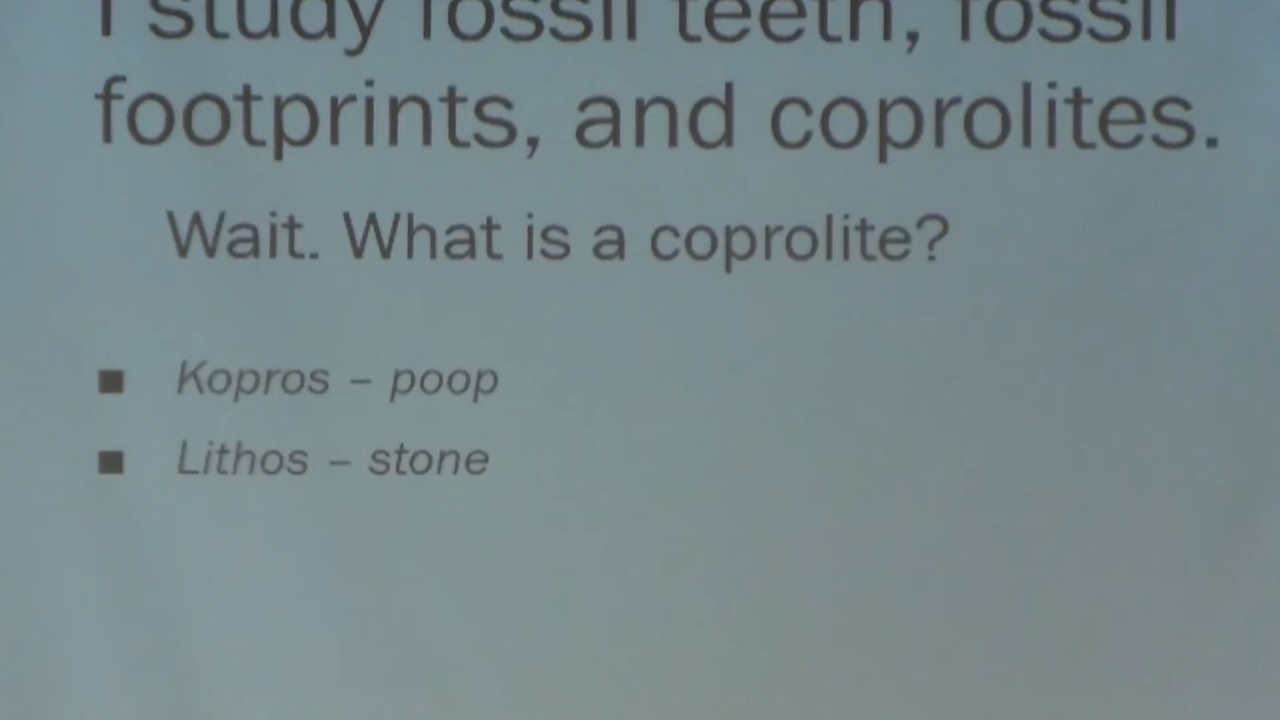 I study fossil teeth, fossil
footprints, and coprolites.
Wait. What is a coprolite?
■ Kopros – poop
■ Lithos – stone